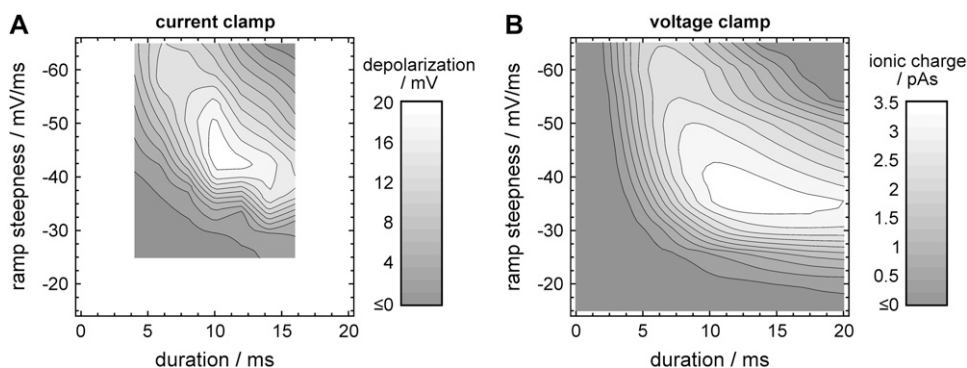 A
current clamp
ramp steepness / mV/ms
-60
-50
-40
-30
-20
0
5
10
15
20
duration / ms
depolarization
/ mV
20
16
12
8
4
≤0
B
voltage clamp
ramp steepness / mV/ms
-60
-50
-40
-30
-20
0
5
10
15
20
duration / ms
ionic charge
/ pAs
3.5
3
2.5
2
1.5
1
0.5
≤0